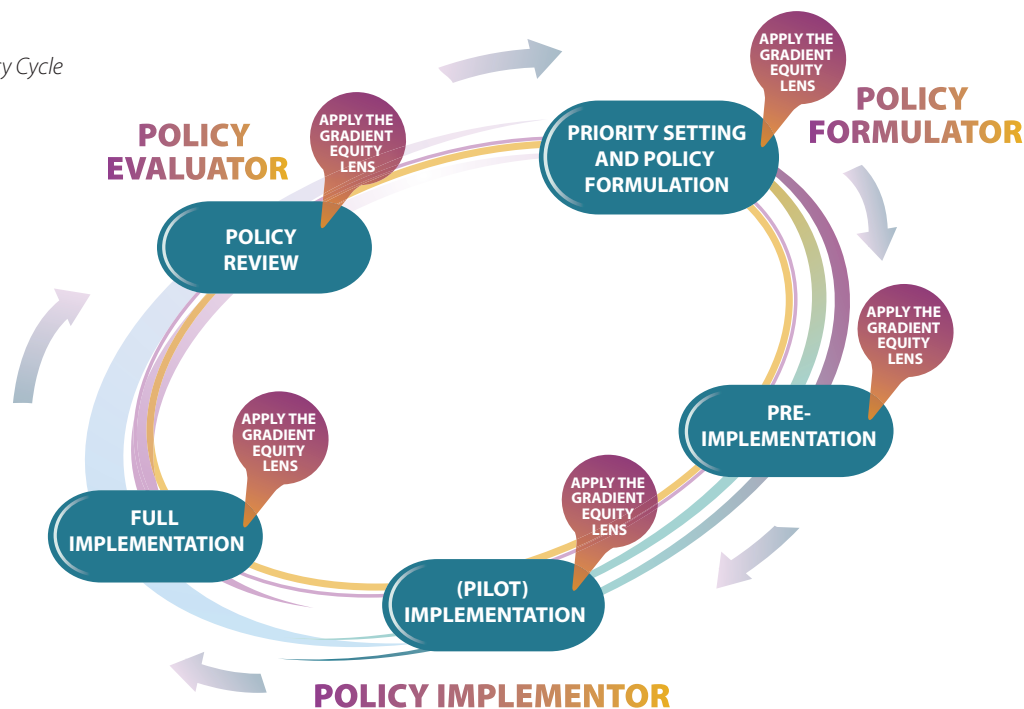 Cycle
APPLY THE
GRADIENT
EQUITY
LENS
POLICY
FORMULATOR
PRIORITY SETTING
AND POLICY
FORMULATION
POLICY
EVALUATOR
APPLY THE
GRADIENT
EQUITY
LENS
POLICY
REVIEW
APPLY THE
GRADIENT
EQUITY
LENS
PRE-
IMPLEMENTATION
APPLY THE
GRADIENT
EQUITY
LENS
FULL
IMPLEMENTATION
APPLY THE
GRADIENT
EQUITY
LENS
(PILOT)
IMPLEMENTATION
POLICY IMPLEMENTOR